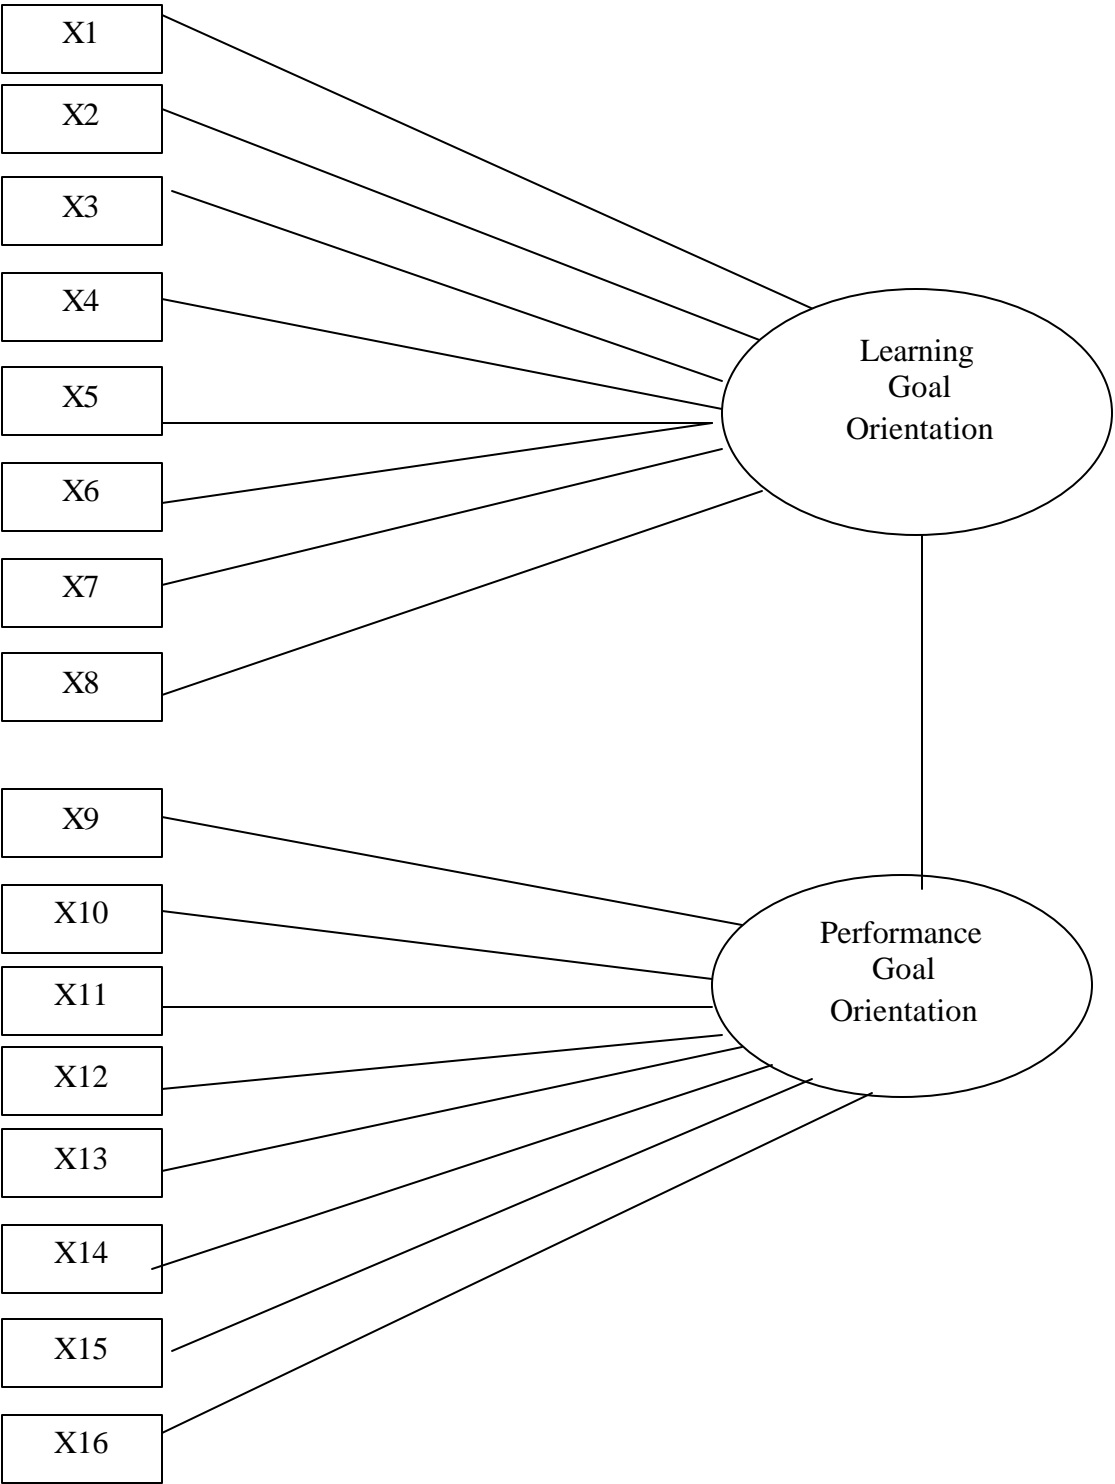 X1
X2
X3
X4
X5
X6
X7
X8
Learning
Goal
Orientation
X9
X10
X11
X12
X13
X14
X15
X16
Performance
Goal
Orientation